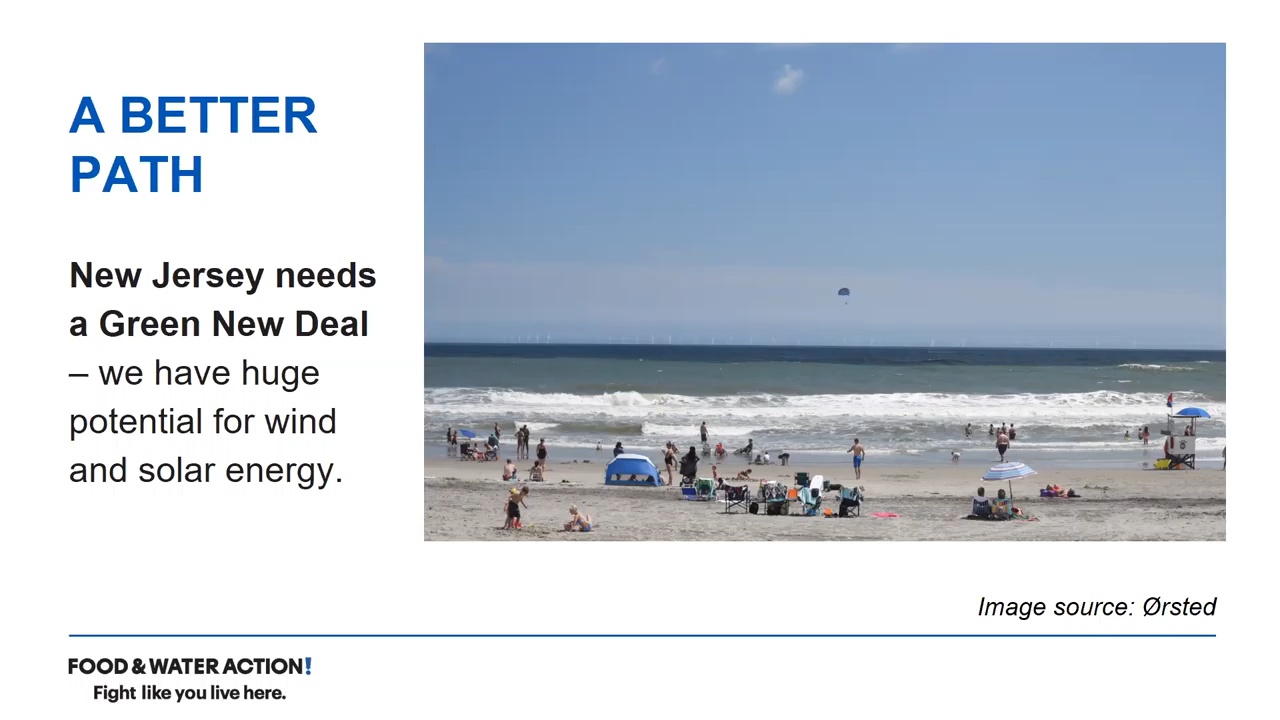 A BETTER
PATH
New Jersey needs
a Green New Deal
– we have huge
potential for wind
and solar energy.
Image source: Ørsted
FOOD & WATER ACTION!
Fight like you live here.